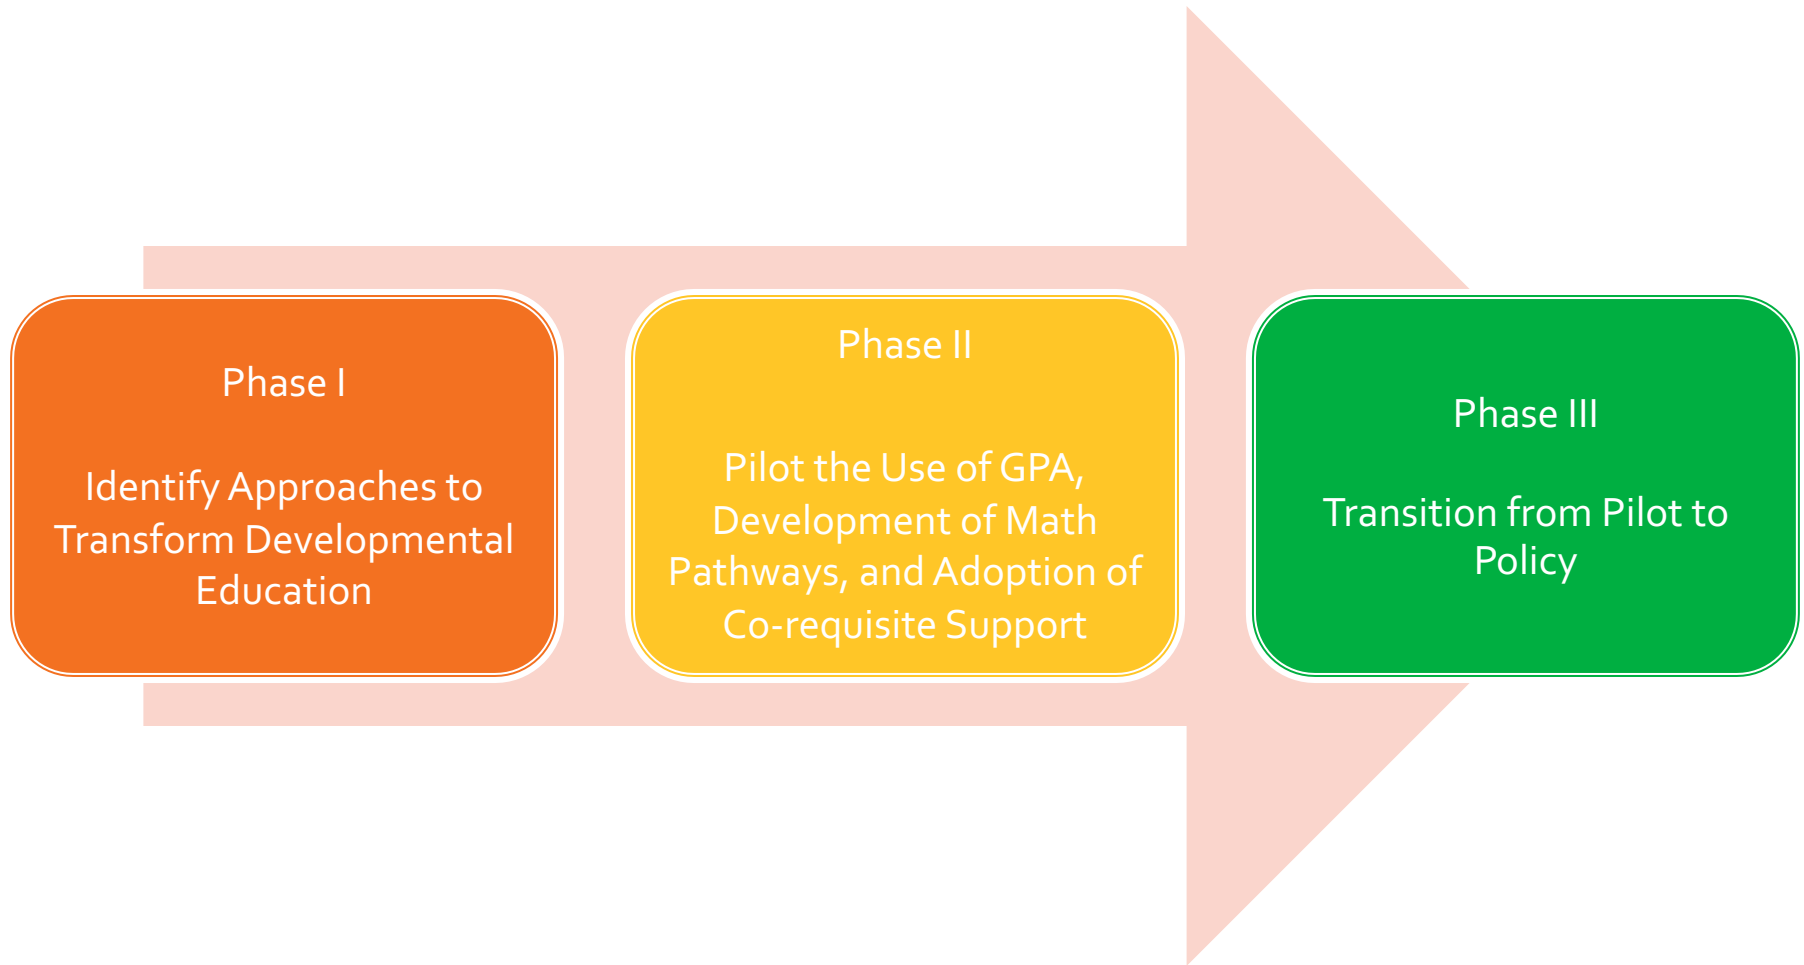 Phase I
Identify Approaches to
Transform Developmental
Education
Phase II
Pilot the Use of GPA,
Development of Math
Pathways, and Adoption of
Co-requisite Support
Phase III
Transition from Pilot to
Policy